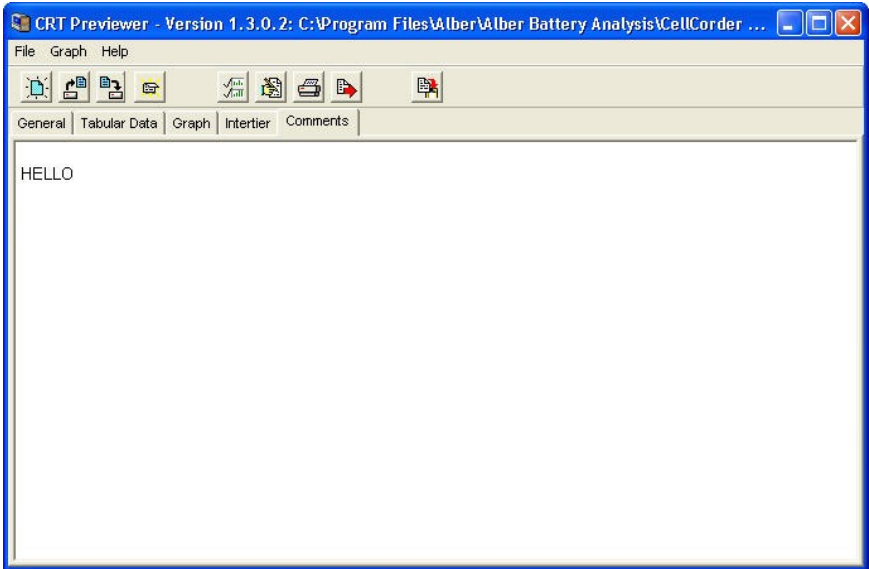 CRT Previewer - Version 1.3.0.2: C:\Program Files\Alber\Alber Battery Analysis\CellCorder ...
File Graph Help
General Tabular Data Graph Intertier Comments
HELLO